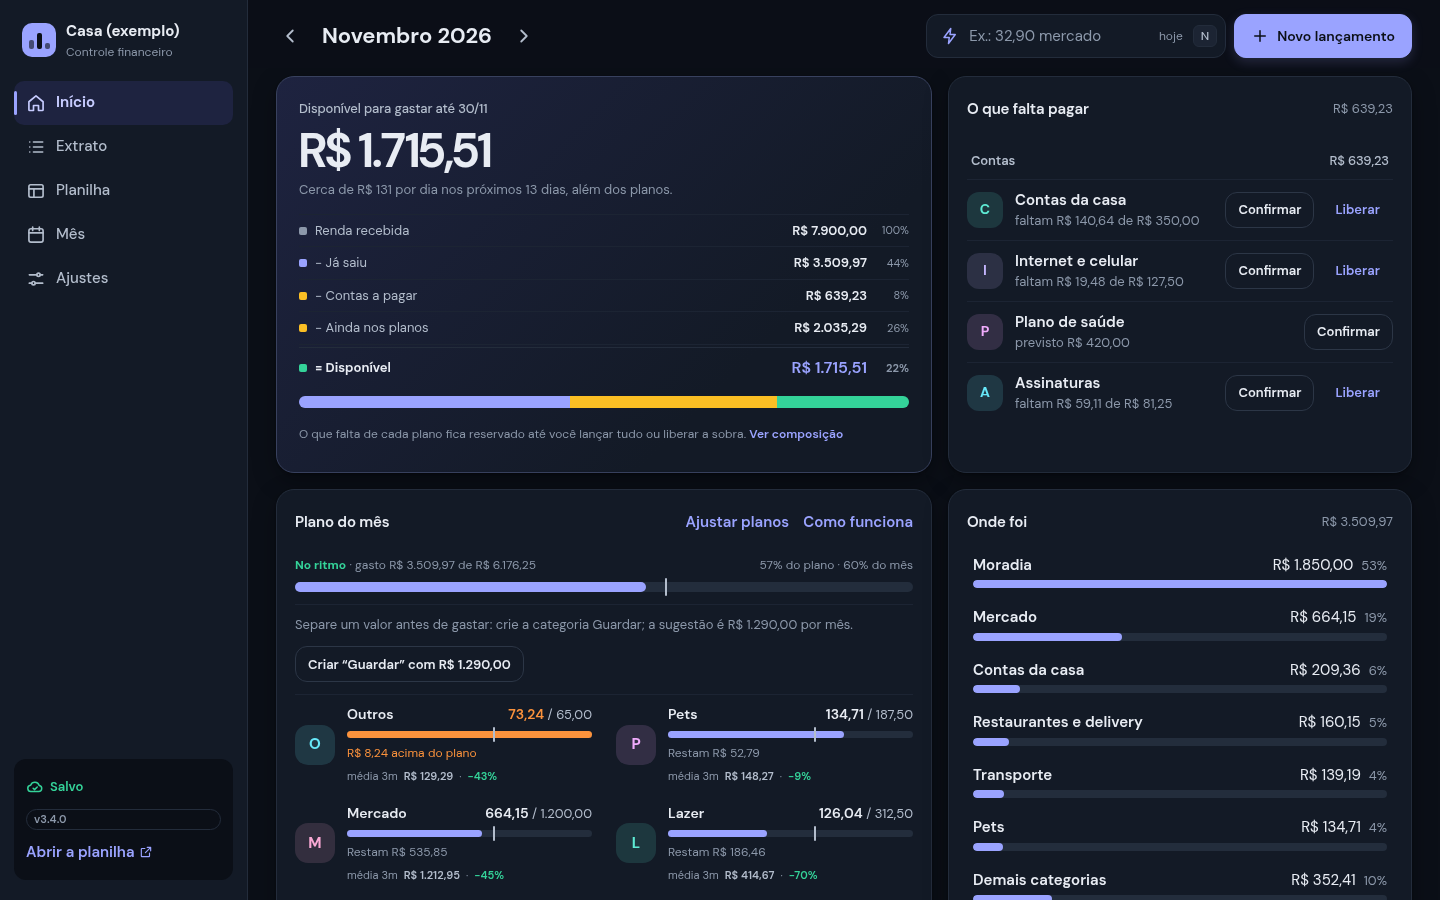 Casa (exemplo)
Controle financeiro
Início
Extrato
Planilha
Mês
Ajustes
Salvo
v3.4.0
Abrir a planilha
Novembro 2026
Ex.: 32,90 mercado
hoje
N
Novo lançamento
Disponível para gastar até 30/11
R$ 1.715,51
Cerca de R$ 131 por dia nos próximos 13 dias, além dos planos.
Renda recebida R$ 7.900,00 100%
− Já saiu R$ 3.509,97 44%
− Contas a pagar R$ 639,23 8%
− Ainda nos planos R$ 2.035,29 26%
= Disponível R$ 1.715,51 22%
O que falta de cada plano fica reservado até você lançar tudo ou liberar a sobra. Ver composição
O que falta pagar R$ 639,23
Contas R$ 639,23
C
Contas da casa
faltam R$ 140,64 de R$ 350,00
Confirmar Liberar
I
Internet e celular
faltam R$ 19,48 de R$ 127,50
Confirmar Liberar
P
Plano de saúde
previsto R$ 420,00
Confirmar
A
Assinaturas
faltam R$ 59,11 de R$ 81,25
Confirmar Liberar
Plano do mês Ajustar planos Como funciona
No ritmo · gasto R$ 3.509,97 de R$ 6.176,25 57% do plano · 60% do mês
Separe um valor antes de gastar: crie a categoria Guardar; a sugestão é R$ 1.290,00 por mês.
Criar “Guardar” com R$ 1.290,00
O
Outros 73,24 / 65,00
R$ 8,24 acima do plano
média 3m R$ 129,29 · −43%
P
Pets 134,71 / 187,50
Restam R$ 52,79
média 3m R$ 148,27 · −9%
M
Mercado 664,15 / 1.200,00
Restam R$ 535,85
média 3m R$ 1.212,95 · −45%
L
Lazer 126,04 / 312,50
Restam R$ 186,46
média 3m R$ 414,67 · −70%
Onde foi R$ 3.509,97
Moradia R$ 1.850,00 53%
Mercado R$ 664,15 19%
Contas da casa R$ 209,36 6%
Restaurantes e delivery R$ 160,15 5%
Transporte R$ 139,19 4%
Pets R$ 134,71 4%
Demais categorias R$ 352,41 10%